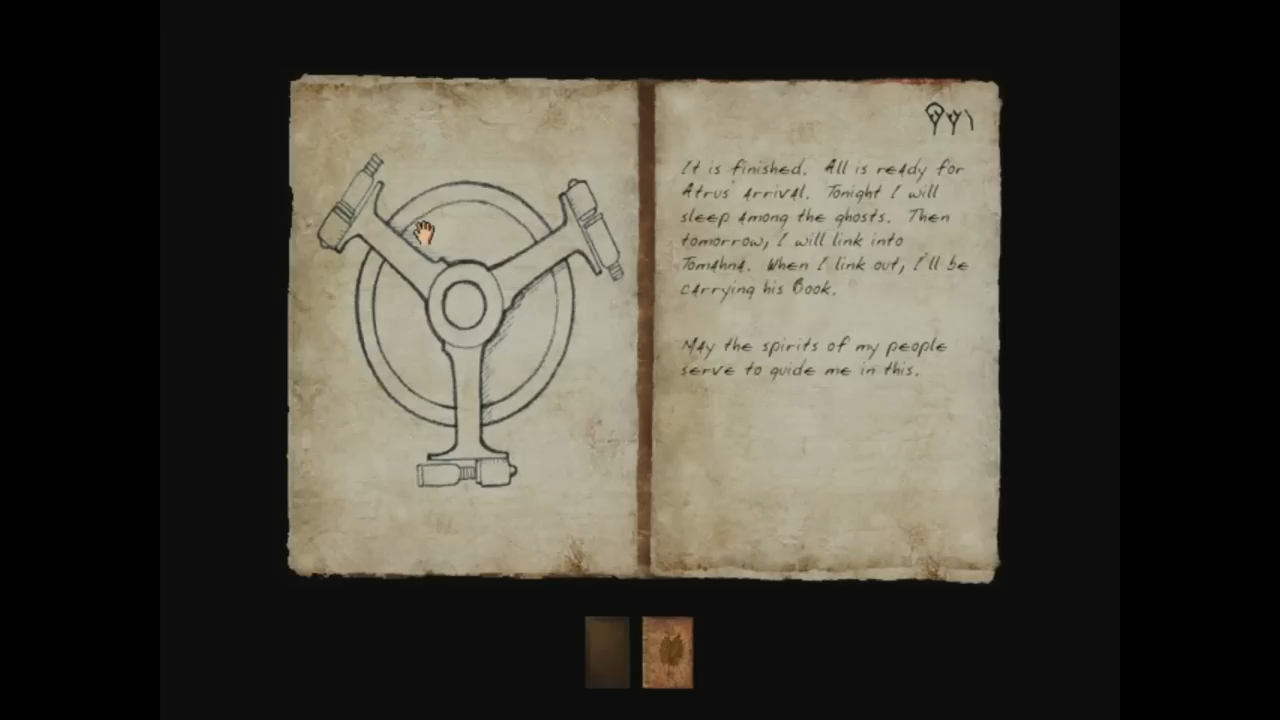 It is finished. All is ready for
Atrus' arrival. Tonight I will
sleep among the ghosts. Then
tomorrow, I will link into
Tomahna. When I link out, I'll be
carrying his Book.
May the spirits of my people
serve to guide me in this.